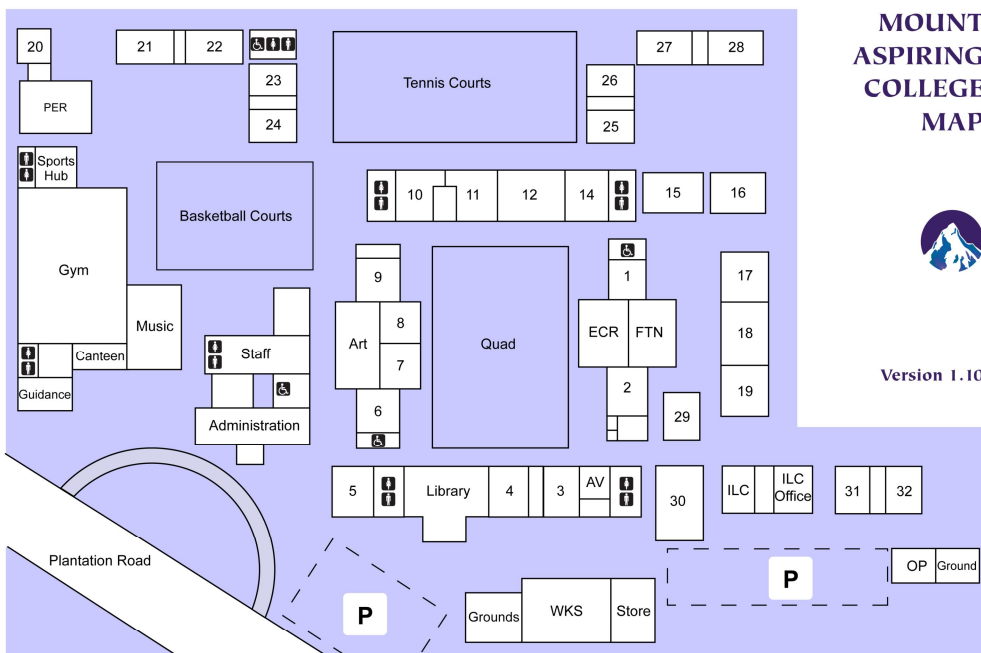 MOUNT
ASPIRING
COLLEGE
MAP
20
21
22
23
24
PER
Tennis Courts
27
28
26
25
Sports
Hub
Basketball Courts
10
11
12
14
15
16
Gym
Music
Canteen
Guidance
Staff
Administration
9
Art
8
7
6
Quad
1
ECR
FTN
2
29
17
18
19
Version 1.10
5
Library
4
3
AV
30
ILC
ILC
Office
31
32
Plantation Road
P
Grounds
WKS
Store
P
OP
Ground